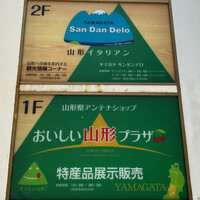 2F
YAMAGATA
San Dan Delo
山形イタリアン
ヤマガタ サンダンデロ
観光情報コーナー
1F
山形県アンテナショップ
おいしい山形プラザ
特産品展示販売
YAMAGATA